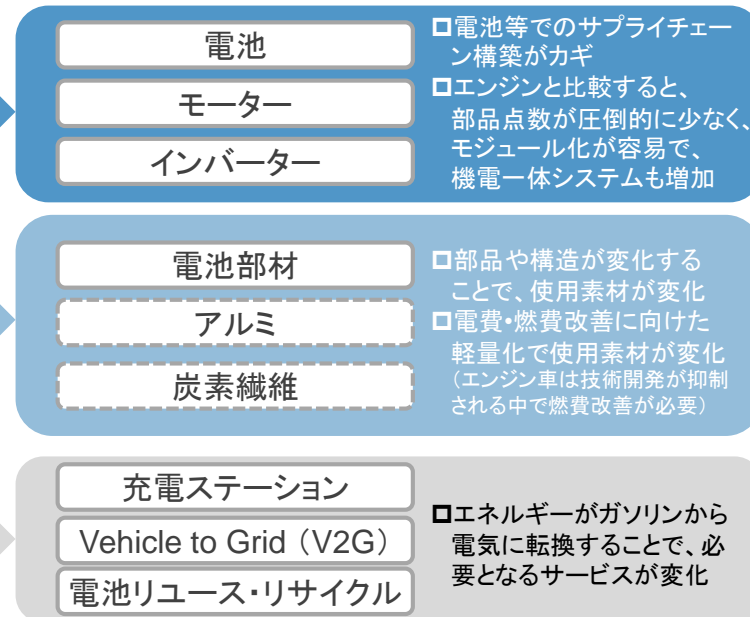 電池
モーター
インバーター
□電池等でのサプライチェー
ン構築がカギ
□エンジンと比較すると、
部品点数が圧倒的に少なく、
モジュール化が容易で、
機電一体システムも増加
電池部材
アルミ
炭素繊維
□部品や構造が変化する
ことで、使用素材が変化
□電費・燃費改善に向けた
軽量化で使用素材が変化
（エンジン車は技術開発が抑制
される中で燃費改善が必要）
充電ステーション
Vehicle to Grid（V2G）
電池リユース・リサイクル
□エネルギーがガソリンから
電気に転換することで、必
要となるサービスが変化